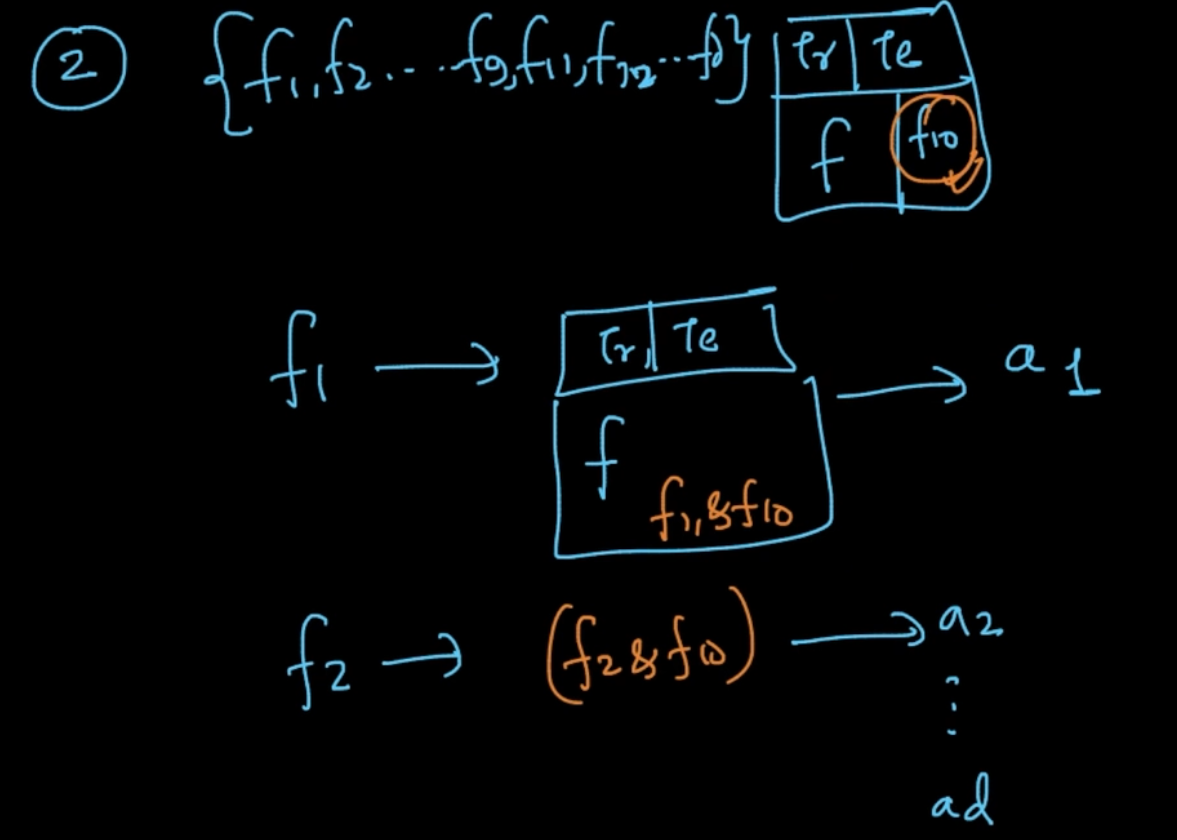 2 {f1, f2 ... f9, f11, f12 ... fd} Tr Te
f f10
f1 → Tr Te → a1
f
f1, & f10
f2 → (f2 & f10) → a2
⋮
ad